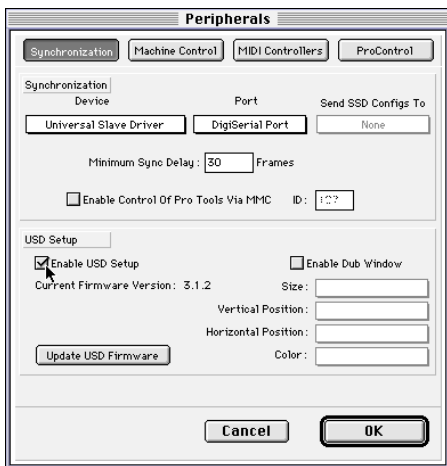 Peripherals
Synchronization Machine Control MIDI Controllers ProControl
Synchronization
Device Port Send SSD Configs To
Universal Slave Driver DigiSerial Port None
Minimum Sync Delay: 30 Frames
Enable Control Of Pro Tools Via MMC ID: 127
USD Setup
Enable USD Setup Enable Dub Window
Current Firmware Version: 3.1.2 Size:
Vertical Position:
Horizontal Position:
Update USD Firmware Color:
Cancel OK